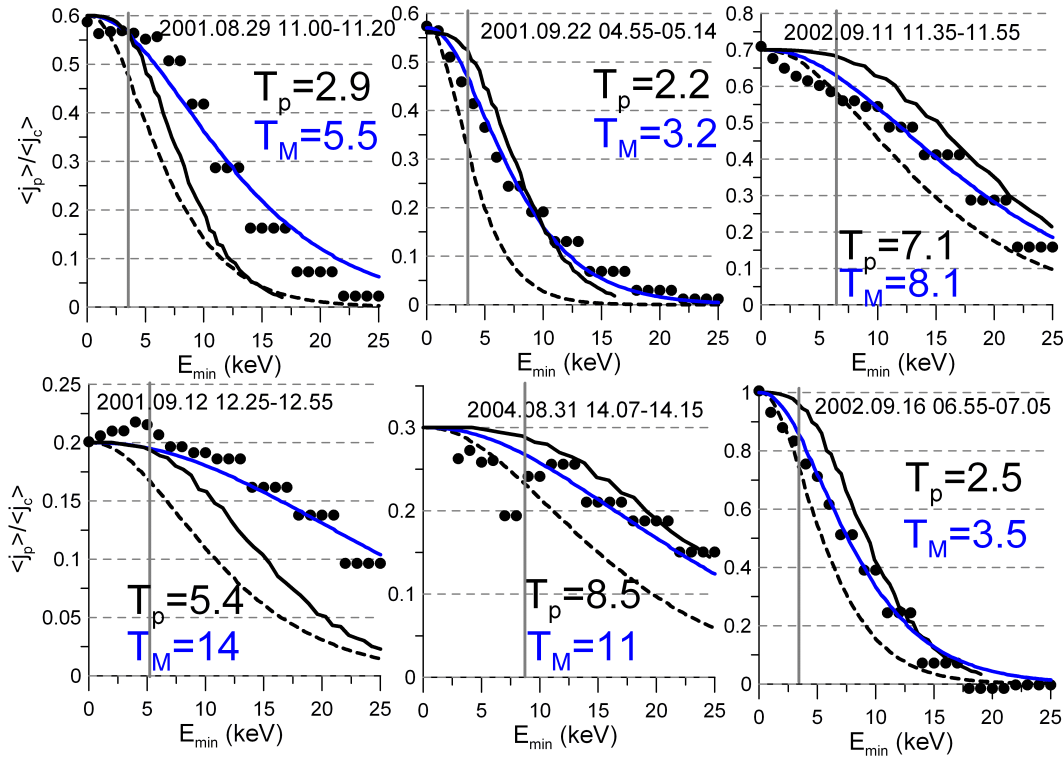 2001.08.29 11.00-11.20
T_p=2.9
T_M=5.5
<j_p>/<j_c>
0.6
0.5
0.4
0.3
0.2
0.1
0
0 5 10 15 20 25
E_min (keV)
2001.09.22 04.55-05.14
T_p=2.2
T_M=3.2
0.6
0.5
0.4
0.3
0.2
0.1
0
0 5 10 15 20 25
E_min (keV)
2002.09.11 11.35-11.55
T_p=7.1
T_M=8.1
0.8
0.7
0.6
0.5
0.4
0.3
0.2
0.1
0
0 5 10 15 20 25
E_min (keV)
2001.09.12 12.25-12.55
T_p=5.4
T_M=14
<j_p>/<j_c>
0.25
0.2
0.15
0.1
0.05
0
0 5 10 15 20 25
E_min (keV)
2004.08.31 14.07-14.15
T_p=8.5
T_M=11
0.3
0.2
0.1
0
0 5 10 15 20 25
E_min (keV)
2002.09.16 06.55-07.05
T_p=2.5
T_M=3.5
1
0.8
0.6
0.4
0.2
0
0 5 10 15 20 25
E_min (keV)